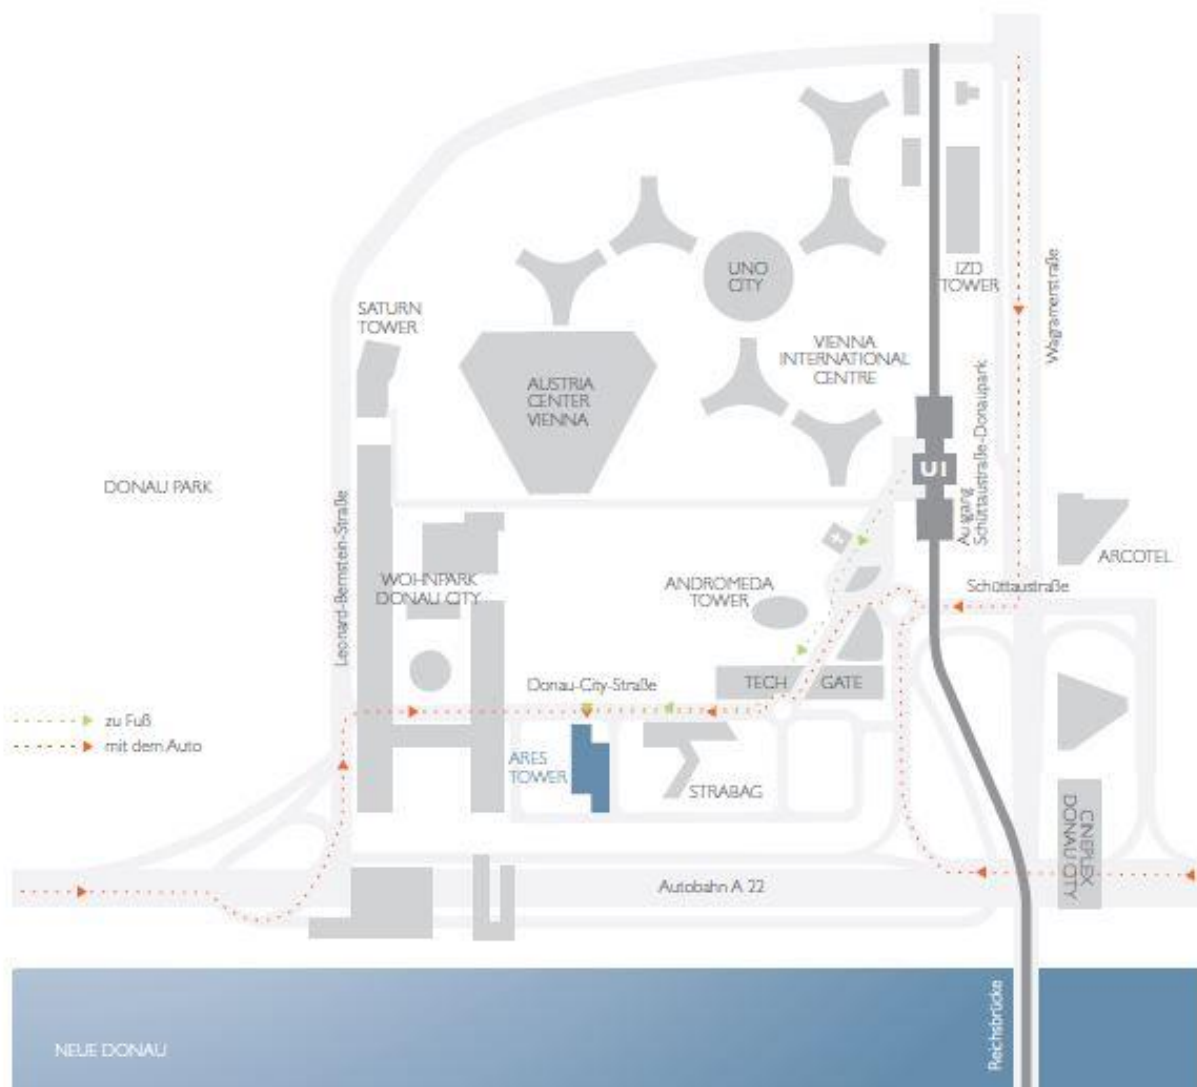 UNO
CITY
IZD
TOWER
Wagramerstraße
SATURN
TOWER
VIENNA
INTERNATIONAL
CENTRE
AUSTRIA
CENTER
VIENNA
U1
Augang
Schüttaustraße-Donaupark
DONAU PARK
Leonard-Bernstein-Straße
ARCOTEL
WOHNPARK
DONAU CITY
ANDROMEDA
TOWER
Schüttaustraße
Donau-City-Straße
TECH GATE
zu Fuß
mit dem Auto
ARES
TOWER
STRABAG
CINEPLEX
DONAU CITY
Autobahn A 22
Reichsbrücke
NEUE DONAU